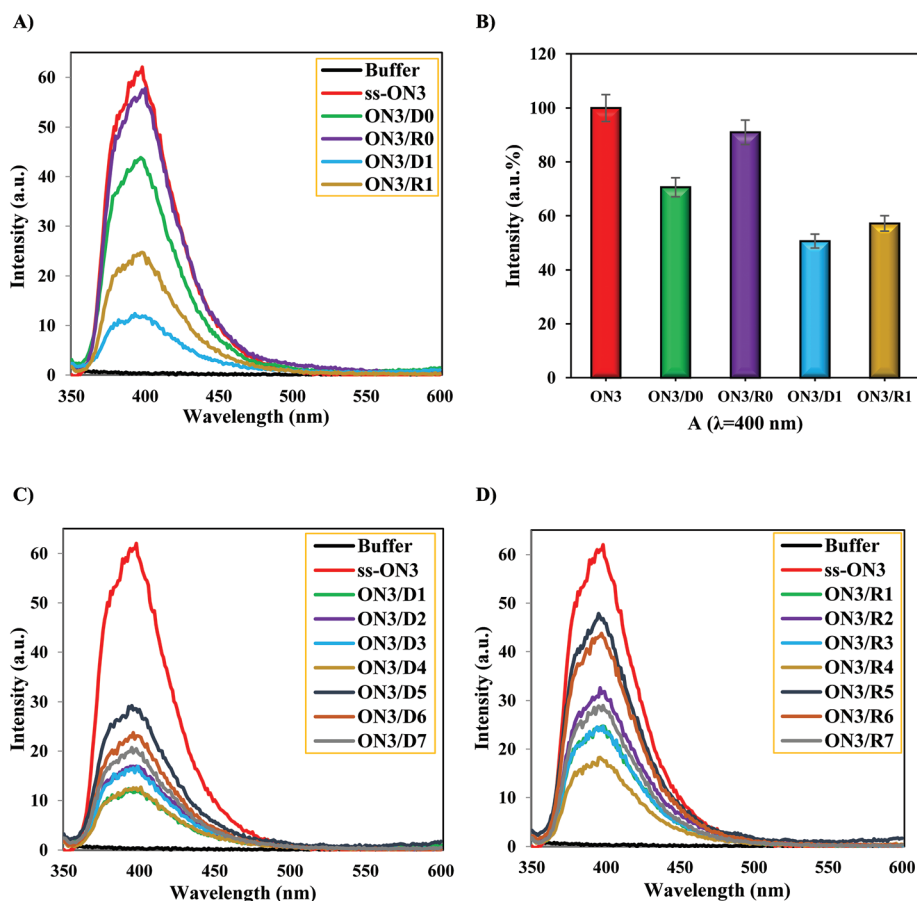 A)
60
50
40
30
20
10
0
Intensity (a.u.)
350
400
450
500
550
600
Wavelength (nm)
Buffer
ss-ON3
ON3/D0
ON3/R0
ON3/D1
ON3/R1
B)
120
100
80
60
40
20
0
Intensity (a.u.%)
ON3
ON3/D0
ON3/R0
ON3/D1
ON3/R1
A (λ=400 nm)
C)
60
50
40
30
20
10
0
Intensity (a.u.)
350
400
450
500
550
600
Wavelength (nm)
Buffer
ss-ON3
ON3/D1
ON3/D2
ON3/D3
ON3/D4
ON3/D5
ON3/D6
ON3/D7
D)
60
50
40
30
20
10
0
Intensity (a.u.)
350
400
450
500
550
600
Wavelength (nm)
Buffer
ss-ON3
ON3/R1
ON3/R2
ON3/R3
ON3/R4
ON3/R5
ON3/R6
ON3/R7